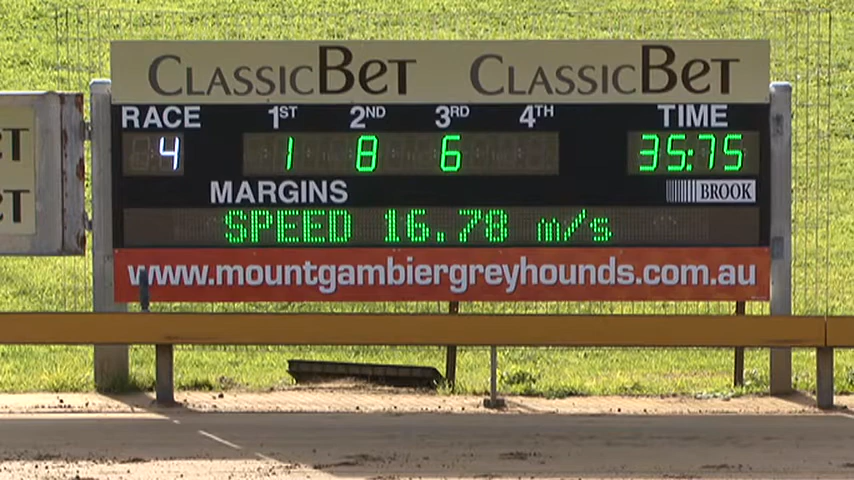 CLASSICBET CLASSICBET
RACE 1ST 2ND 3RD 4TH TIME
4 1 8 6 35:75
MARGINS BROOK
SPEED 16.78 m/s
www.mountgambiergreyhounds.com.au
T
T